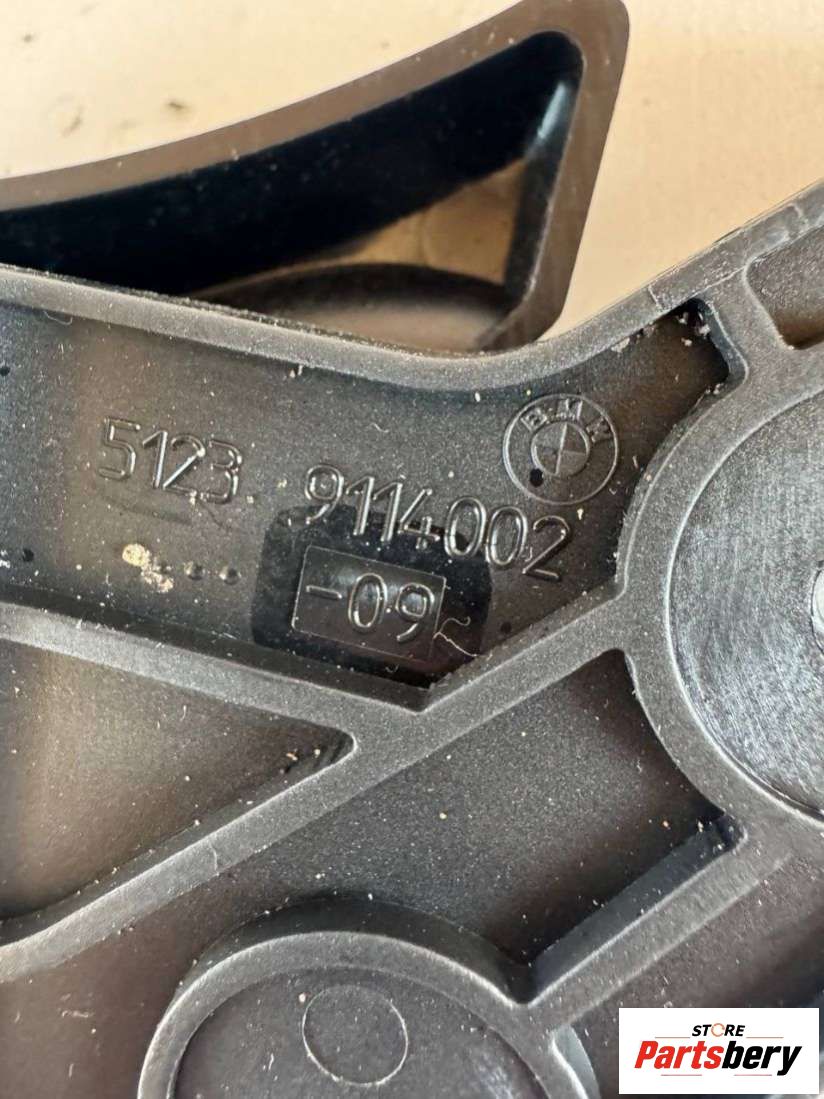 BMW
5123 9114002
-09
STORE
Partsbery